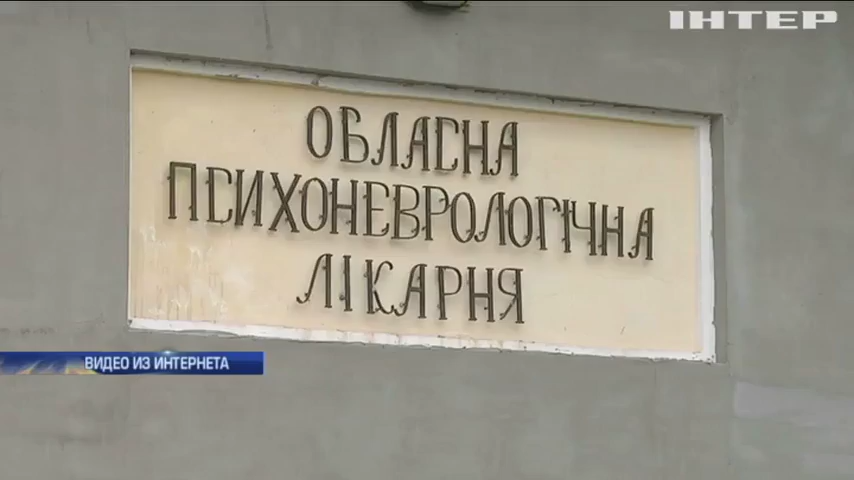 ІНТЕР
ОБЛАСНА
ПСИХОНЕВРОЛОГІЧНА
ЛІКАРНЯ
ВИДЕО ИЗ ИНТЕРНЕТА